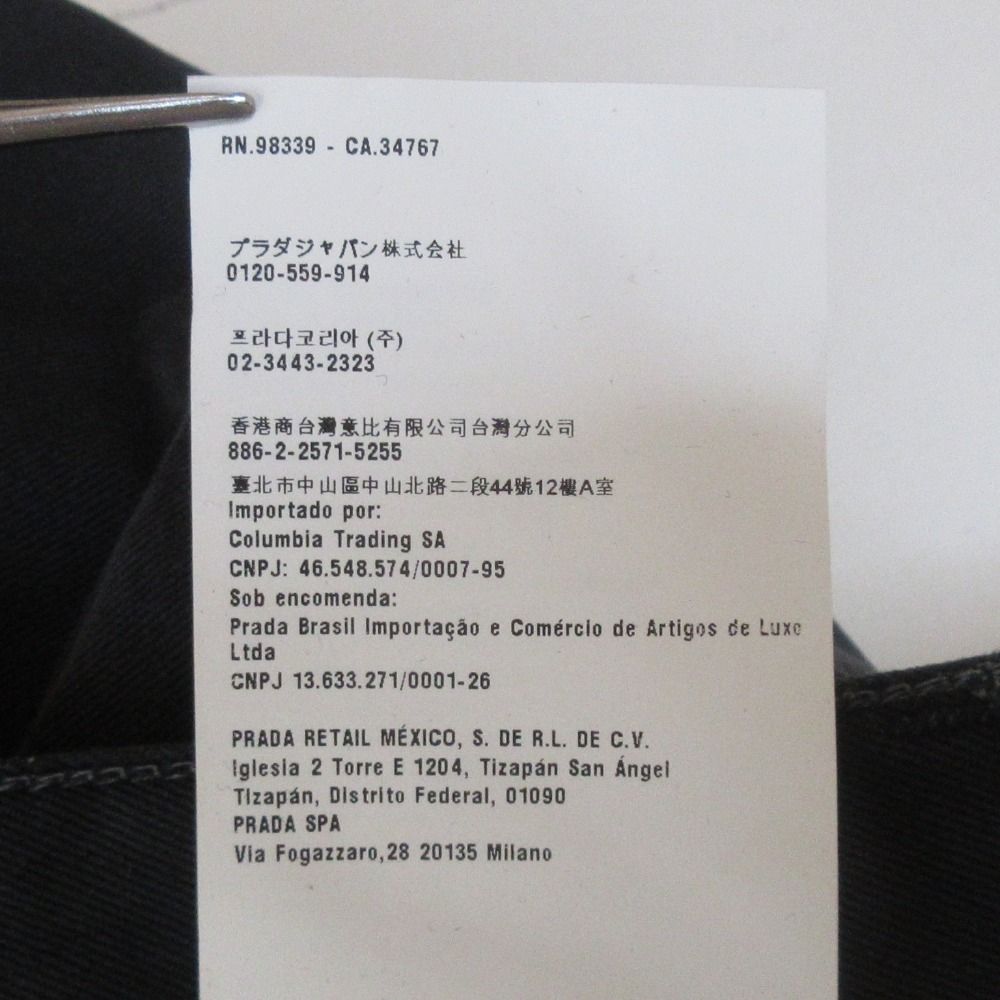 RN.98339 - CA.34767
プラダジャパン株式会社
0120-559-914
프라다코리아 (주)
02-3443-2323
香港商台灣意比有限公司台灣分公司
886-2-2571-5255
臺北市中山區中山北路二段44號12樓A室
Importado por:
Columbia Trading SA
CNPJ: 46.548.574/0007-95
Sob encomenda:
Prada Brasil Importação e Comércio de Artigos de Luxo
Ltda
CNPJ 13.633.271/0001-26
PRADA RETAIL MÉXICO, S. DE R.L. DE C.V.
Iglesia 2 Torre E 1204, Tizapán San Ángel
Tizapán, Distrito Federal, 01090
PRADA SPA
Via Fogazzaro,28 20135 Milano